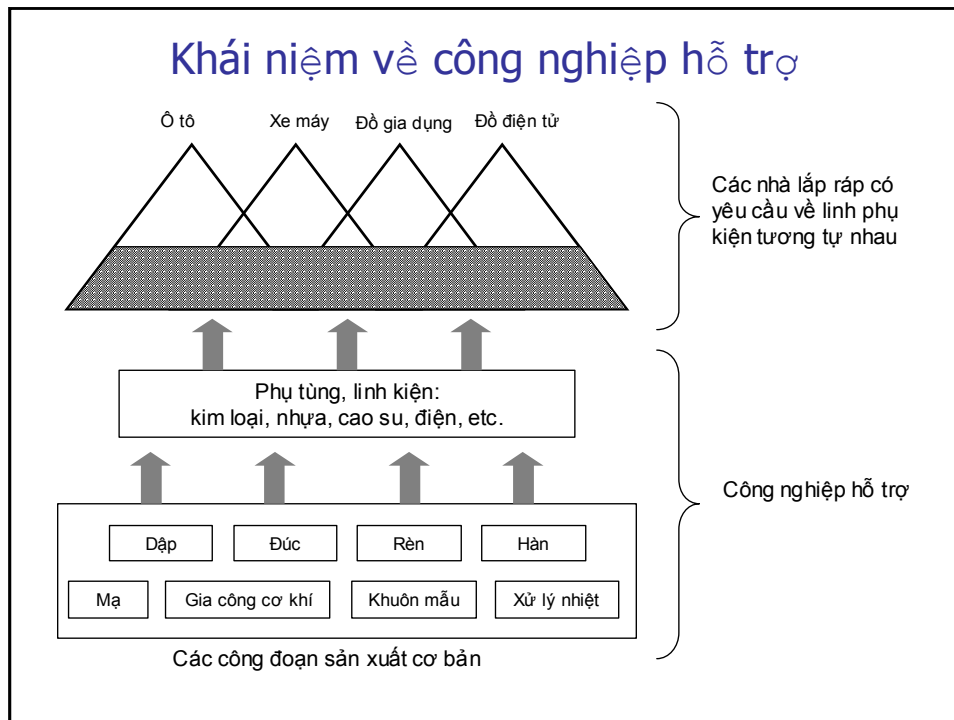 Khái niệm về công nghiệp hỗ trợ
Ô tô Xe máy Đồ gia dụng Đồ điện tử
Các nhà lắp ráp có
yêu cầu về linh phụ
kiện tương tự nhau
Phụ tùng, linh kiện:
kim loại, nhựa, cao su, điện, etc.
Công nghiệp hỗ trợ
Dập Đúc Rèn Hàn
Mạ Gia công cơ khí Khuôn mẫu Xử lý nhiệt
Các công đoạn sản xuất cơ bản